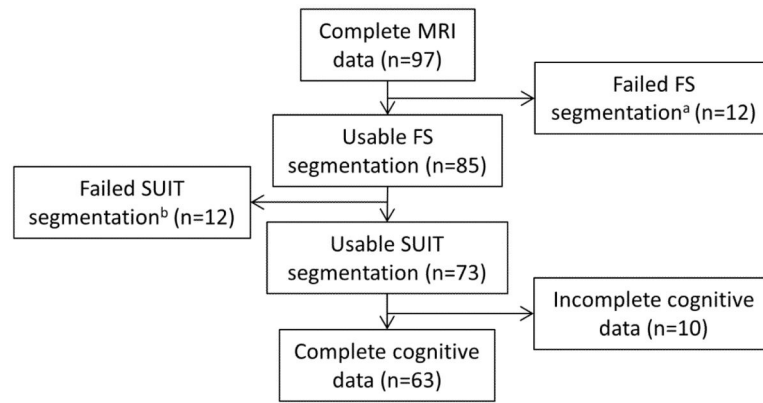 Complete MRI
data (n=97)
Failed FS
segmentationᵃ (n=12)
Usable FS
segmentation (n=85)
Failed SUIT
segmentationᵇ (n=12)
Usable SUIT
segmentation (n=73)
Incomplete cognitive
data (n=10)
Complete cognitive
data (n=63)